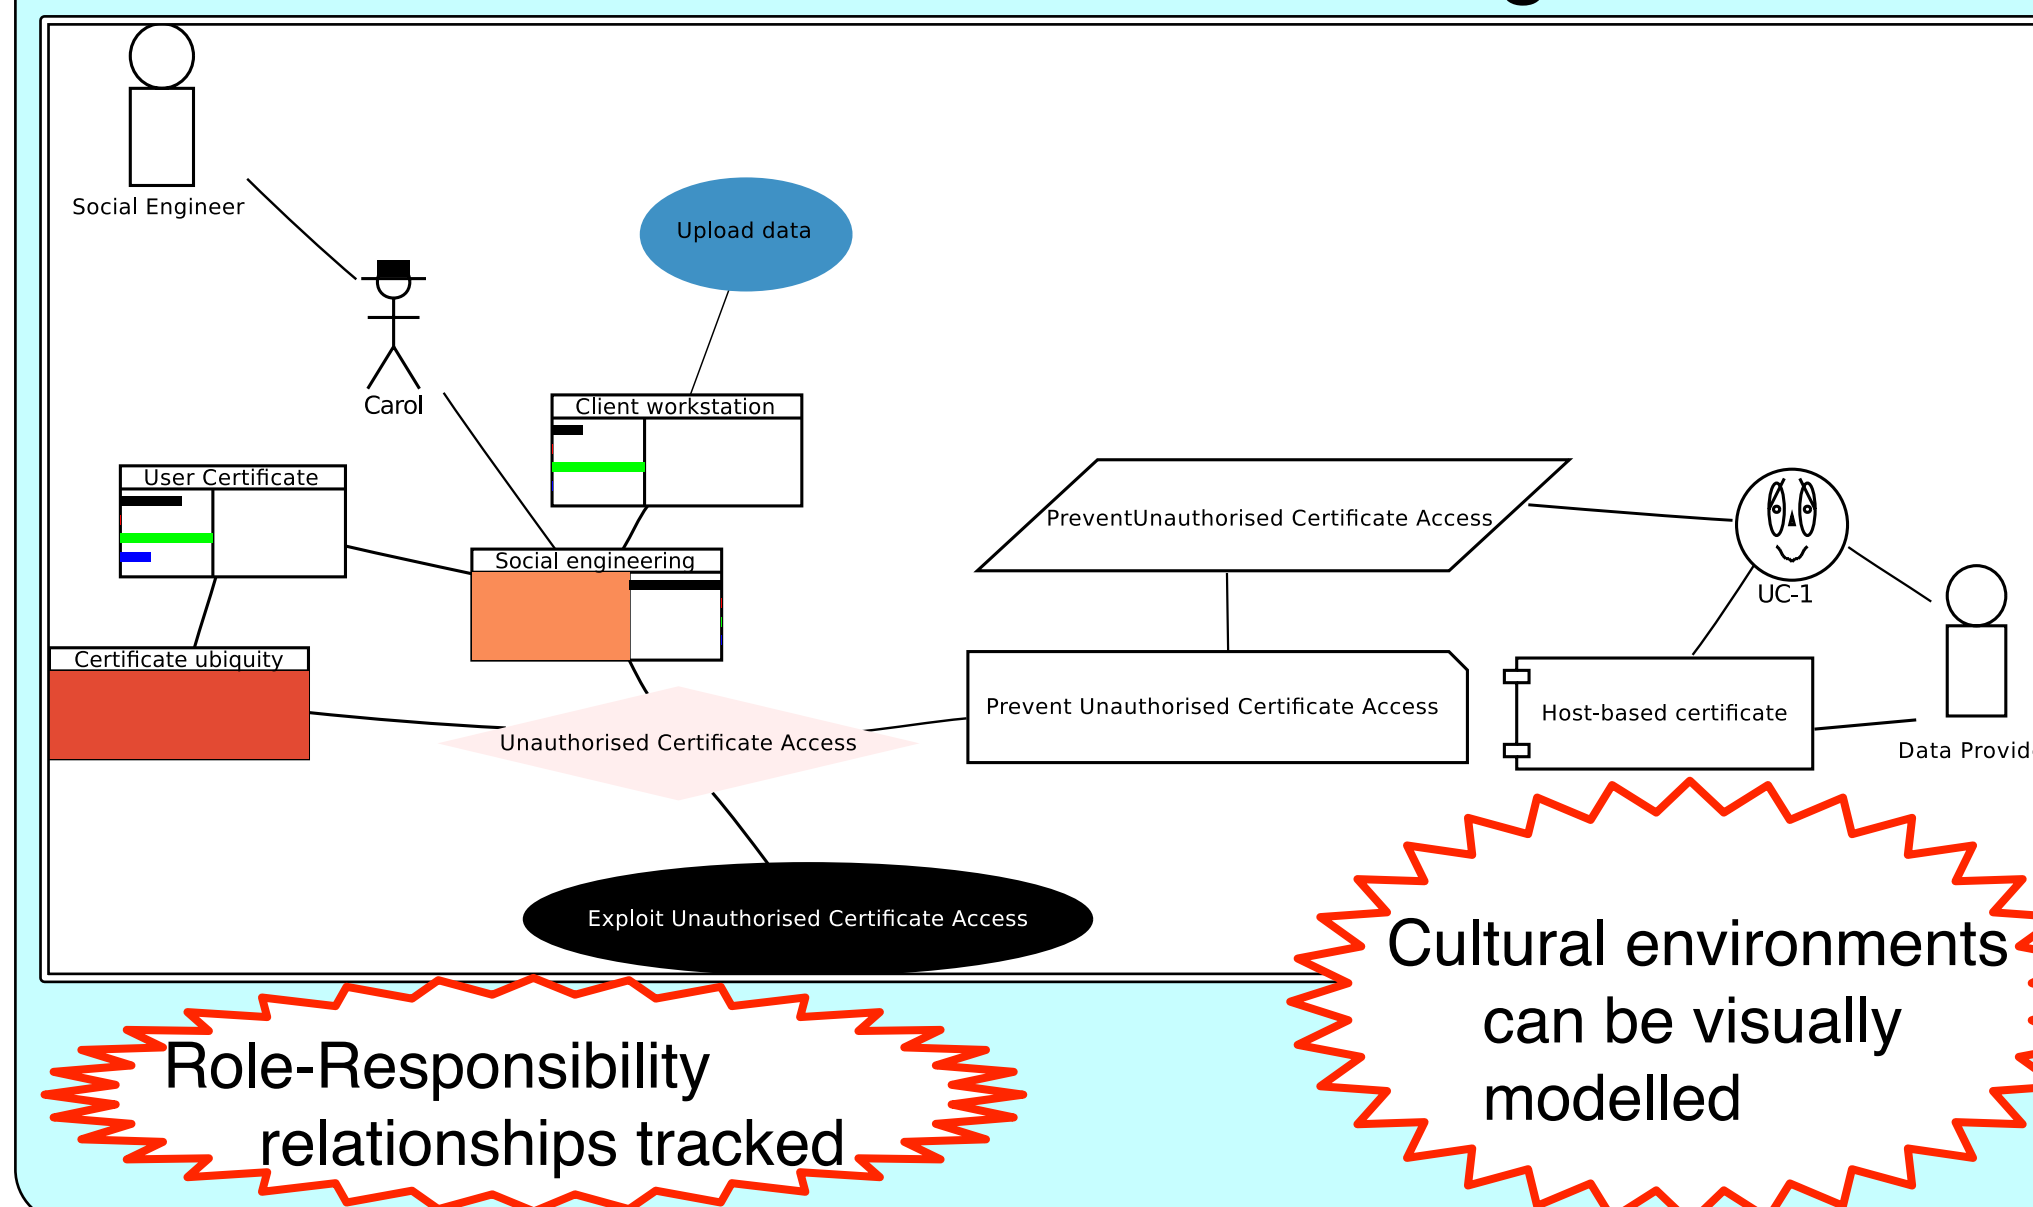 Social Engineer
Upload data
Carol
Client workstation
User Certificate
PreventUnauthorised Certificate Access
Social engineering
UC-1
Certificate ubiquity
Prevent Unauthorised Certificate Access
Host-based certificate
Unauthorised Certificate Access
Data Provid
Exploit Unauthorised Certificate Access
Cultural environments
can be visually
modelled
Role-Responsibility
relationships tracked